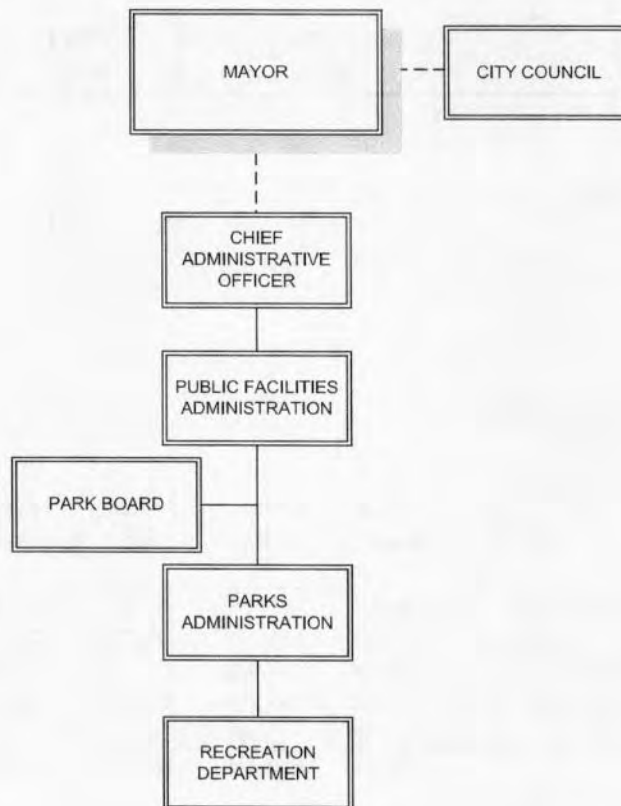 MAYOR
CITY COUNCIL
CHIEF
ADMINISTRATIVE
OFFICER
PUBLIC FACILITIES
ADMINISTRATION
PARK BOARD
PARKS
ADMINISTRATION
RECREATION
DEPARTMENT